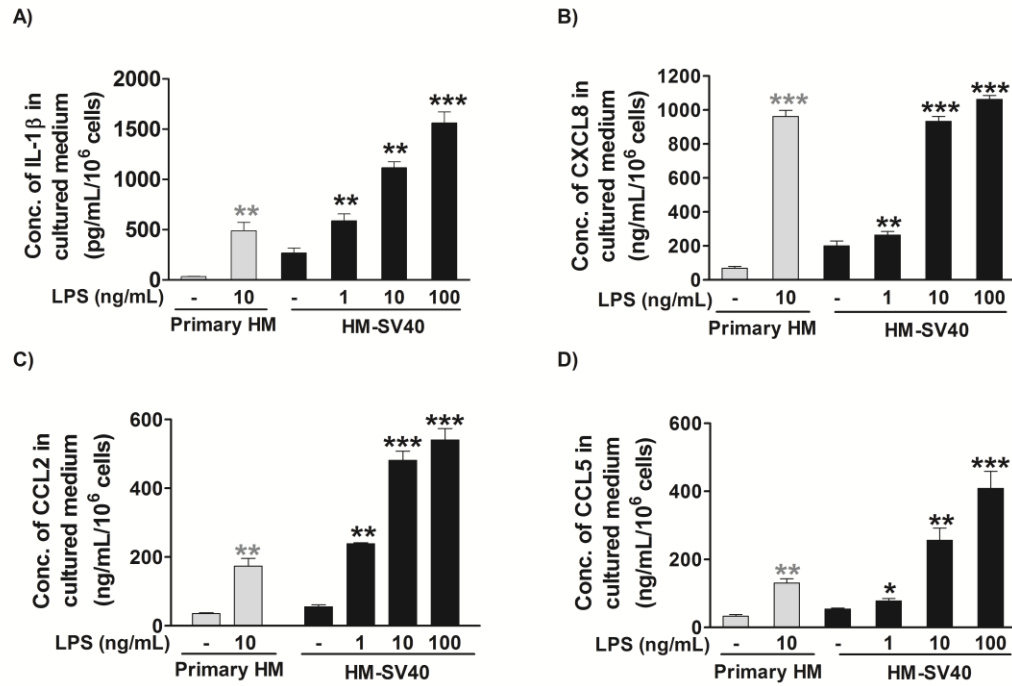 A)
Conc. of IL-1β in
cultured medium
(pg/mL/10⁶ cells)
2000
1500
1000
500
0
** ** ** ***
LPS (ng/mL) - 10 - 1 10 100
Primary HM HM-SV40
B)
Conc. of CXCL8 in
cultured medium
(ng/mL/10⁶ cells)
1200
1000
800
600
400
200
0
*** ** *** ***
LPS (ng/mL) - 10 - 1 10 100
Primary HM HM-SV40
C)
Conc. of CCL2 in
cultured medium
(ng/mL/10⁶ cells)
600
400
200
0
** ** *** ***
LPS (ng/mL) - 10 - 1 10 100
Primary HM HM-SV40
D)
Conc. of CCL5 in
cultured medium
(ng/mL/10⁶ cells)
600
400
200
0
** * ** ***
LPS (ng/mL) - 10 - 1 10 100
Primary HM HM-SV40